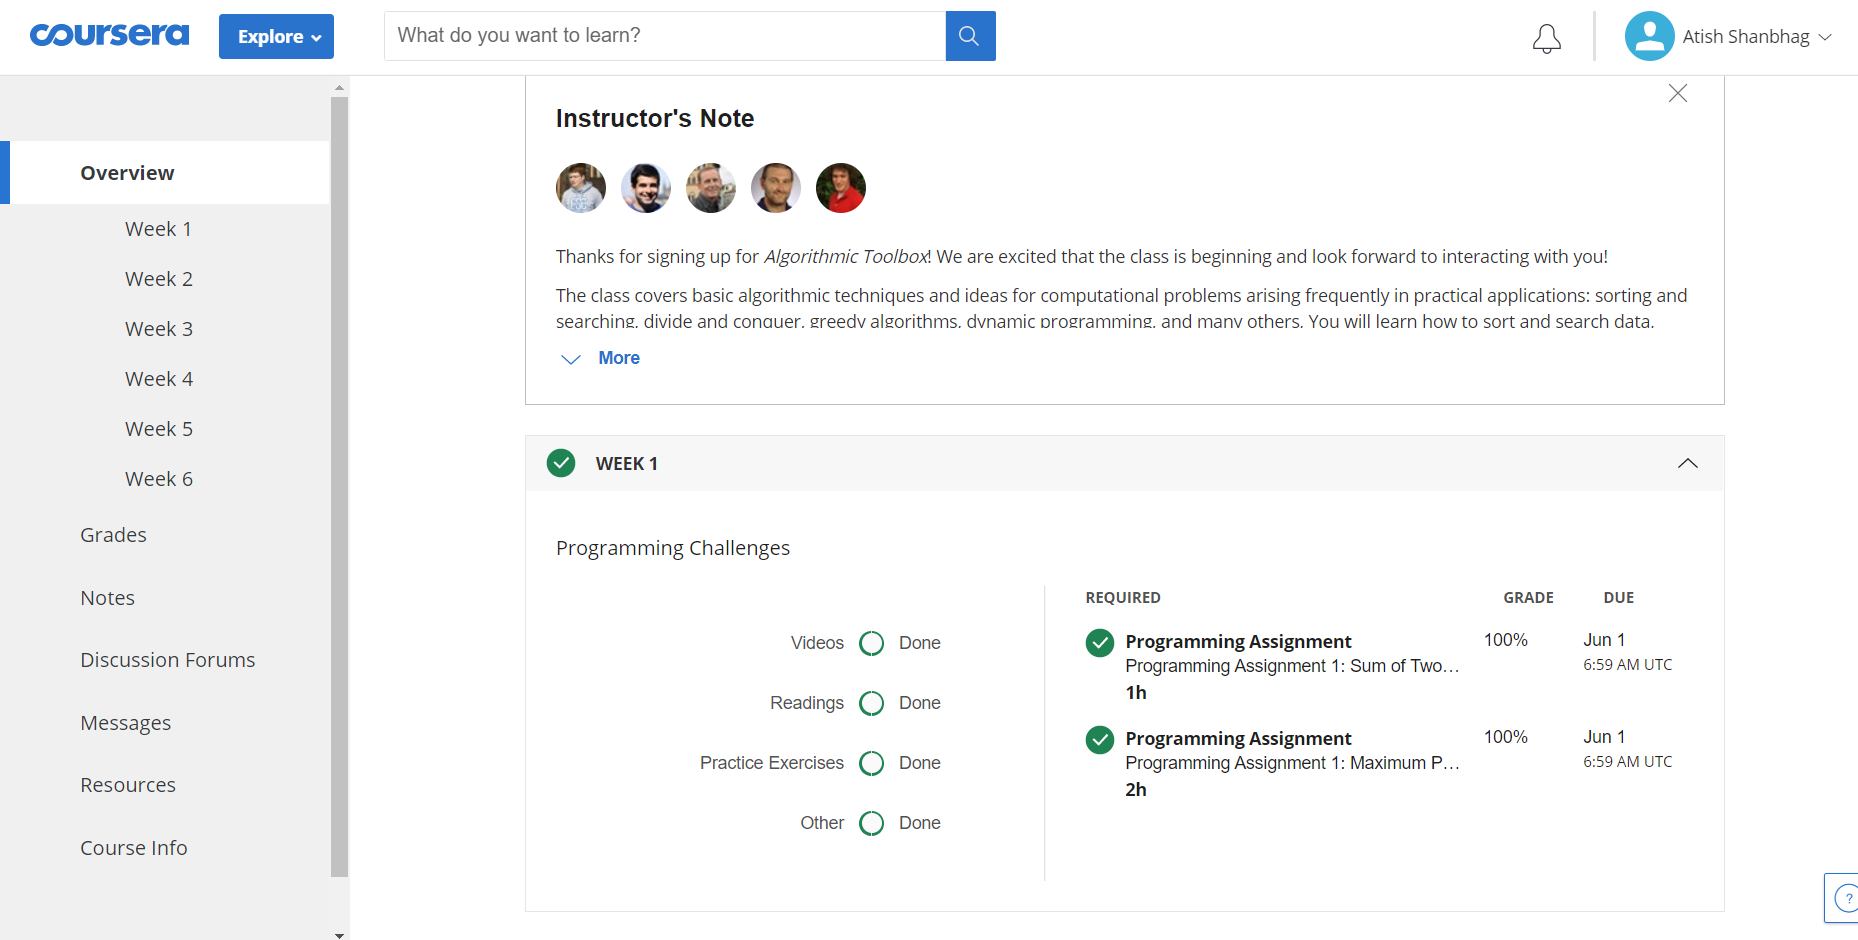 coursera
Explore
What do you want to learn?
Atish Shanbhag
Overview
Week 1
Week 2
Week 3
Week 4
Week 5
Week 6
Grades
Notes
Discussion Forums
Messages
Resources
Course Info
Instructor's Note
Thanks for signing up for Algorithmic Toolbox! We are excited that the class is beginning and look forward to interacting with you!
The class covers basic algorithmic techniques and ideas for computational problems arising frequently in practical applications: sorting and
searching, divide and conquer, greedy algorithms, dynamic programming, and many others. You will learn how to sort and search data,
More
WEEK 1
Programming Challenges
Videos Done
Readings Done
Practice Exercises Done
Other Done
REQUIRED GRADE DUE
Programming Assignment 100% Jun 1
Programming Assignment 1: Sum of Two... 6:59 AM UTC
1h
Programming Assignment 100% Jun 1
Programming Assignment 1: Maximum P... 6:59 AM UTC
2h
?